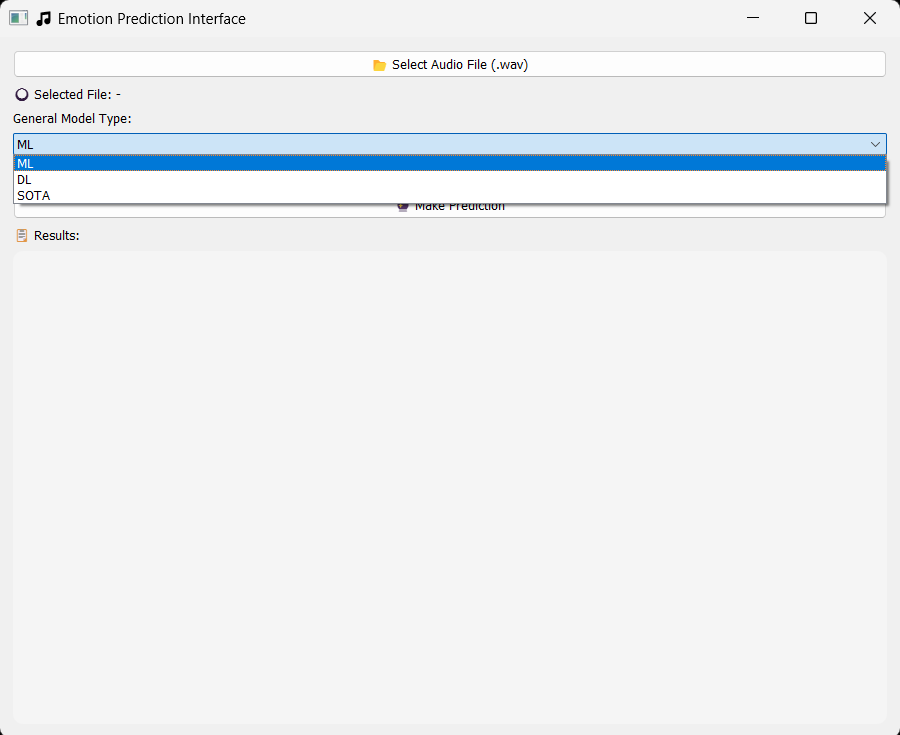 Emotion Prediction Interface
Select Audio File (.wav)
Selected File: -
General Model Type:
ML
ML
DL
SOTA
Make Prediction
Results: